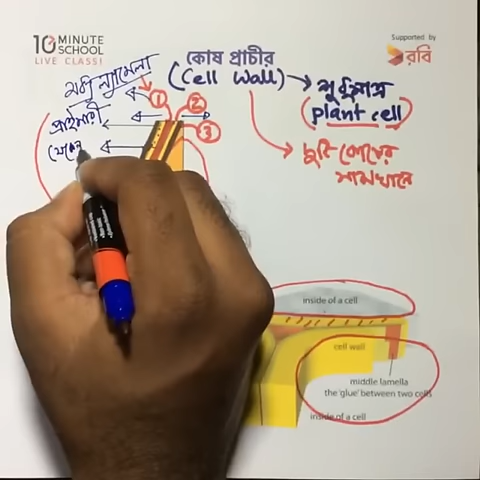 10 MINUTE
SCHOOL
LIVE CLASS!
Supported by
রবি
কোষ প্রাচীর
(Cell Wall)
শুধুমাত্র
(plant cell)
দুটি কোষের
মাঝখানে
মধ্য ল্যামেলা
প্রাইমারী
1
2
3
inside of a cell
cell wall
middle lamella
the 'glue' between two cells
inside of a cell